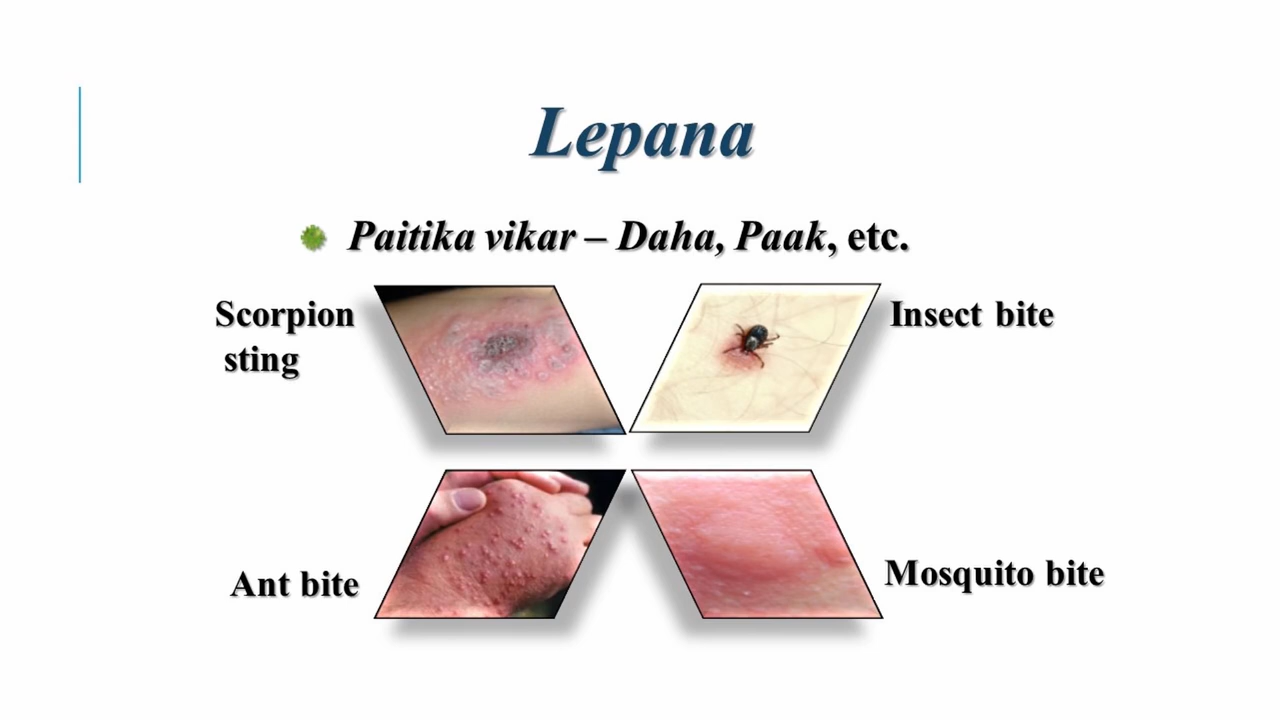 Lepana
Paitika vikar – Daha, Paak, etc.
Scorpion
sting
Insect bite
Ant bite
Mosquito bite